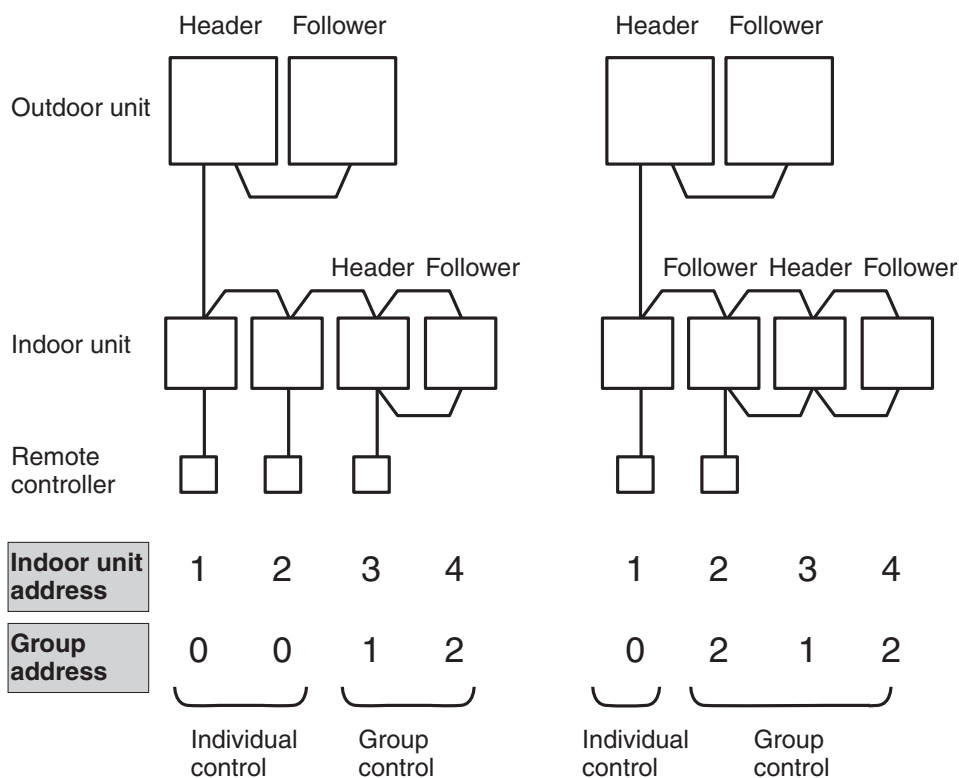 Header Follower Header Follower
Outdoor unit
Header Follower Follower Header Follower
Indoor unit
Remote
controller
Indoor unit
address
1 2 3 4 1 2 3 4
Group
address
0 0 1 2 0 2 1 2
Individual
control
Group
control
Individual
control
Group
control